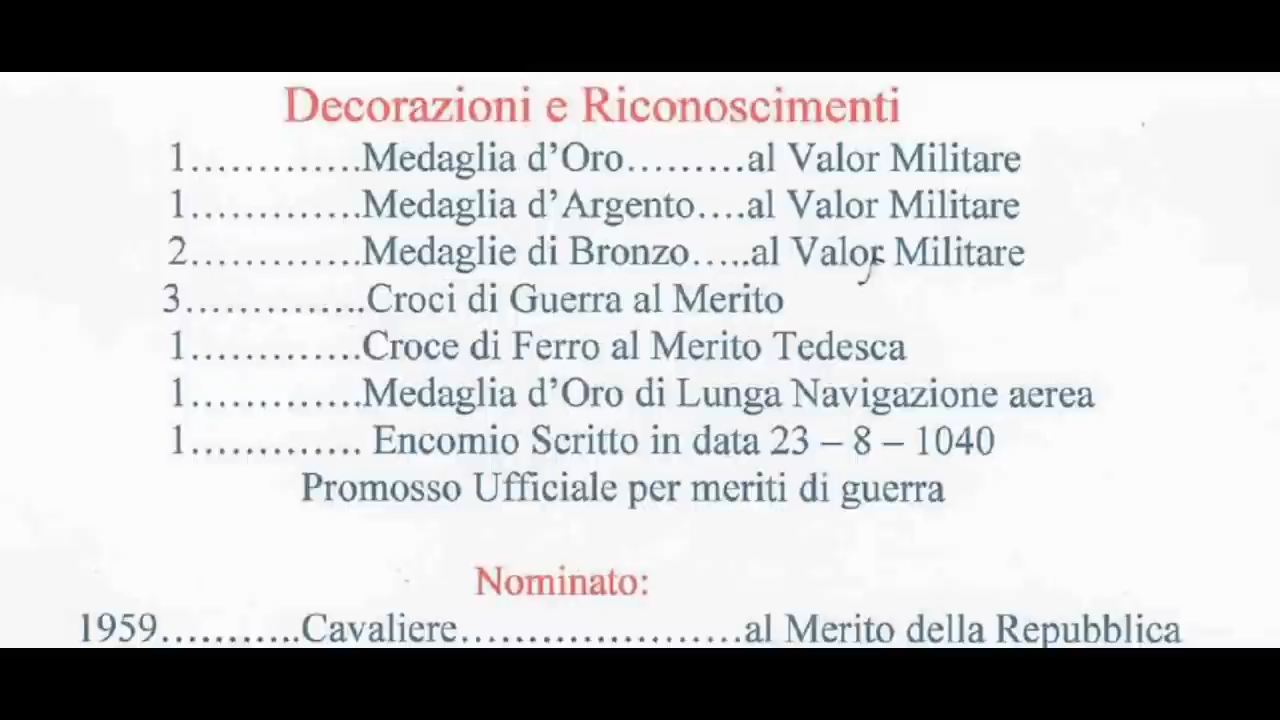 Decorazioni e Riconoscimenti
1.............Medaglia d’Oro.........al Valor Militare
1.............Medaglia d’Argento....al Valor Militare
2.............Medaglie di Bronzo.....al Valor Militare
3..............Croci di Guerra al Merito
1.............Croce di Ferro al Merito Tedesca
1.............Medaglia d’Oro di Lunga Navigazione aerea
1............. Encomio Scritto in data 23 – 8 – 1040
Promosso Ufficiale per meriti di guerra
Nominato:
1959...........Cavaliere......................al Merito della Repubblica